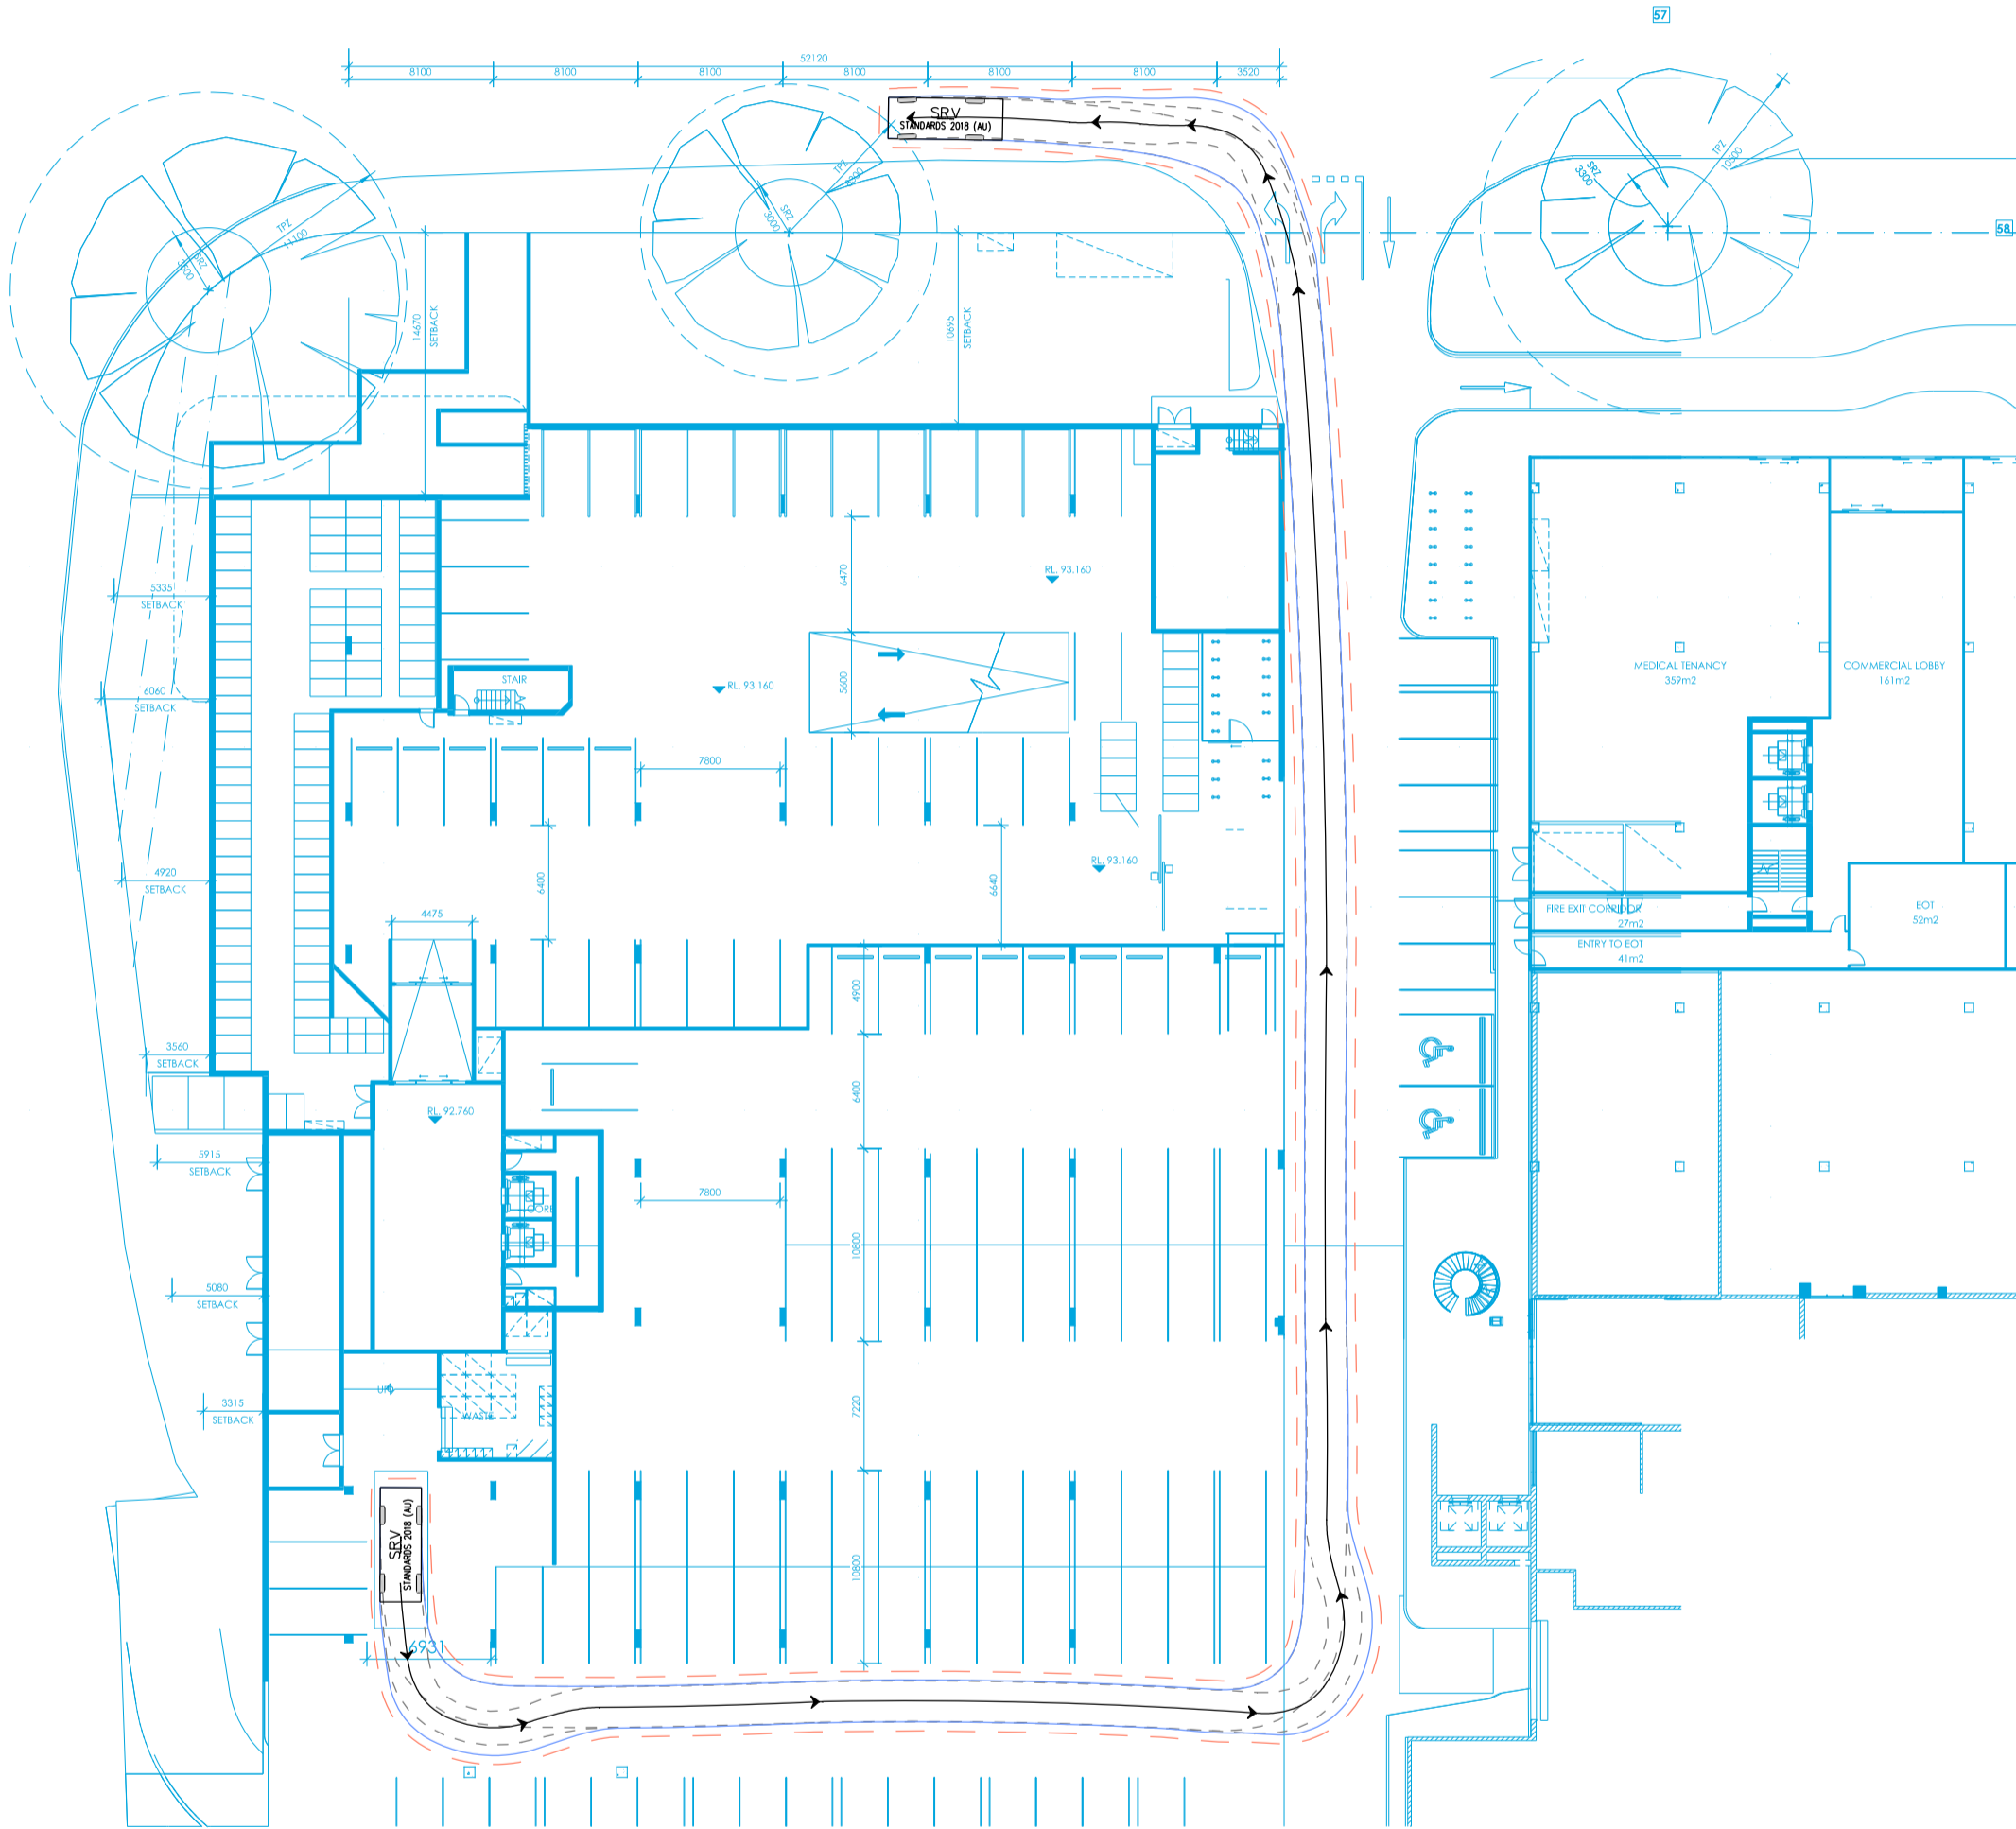 57
52120
8100
8100
8100
8100
8100
8100
3520
SRV
STANDARDS 2018 (AU)
TPZ
11100
SRZ
TPZ
SRZ
3000
TPZ
10500
SRZ
3300
58
14670
SETBACK
10695
SETBACK
5335
SETBACK
6470
RL. 93.160
6060
SETBACK
STAIR
RL. 93.160
5600
MEDICAL TENANCY
359m2
COMMERCIAL LOBBY
161m2
7800
4920
SETBACK
6400
6640
RL. 93.160
4475
FIRE EXIT CORRIDOR
27m2
EOT
52m2
ENTRY TO EOT
41m2
4900
3560
SETBACK
RL. 92.760
6400
5915
SETBACK
7800
CORE
10800
5080
SETBACK
3315
SETBACK
UP
WASTE
7220
SRV
STANDARDS 2018 (AU)
10800
6931